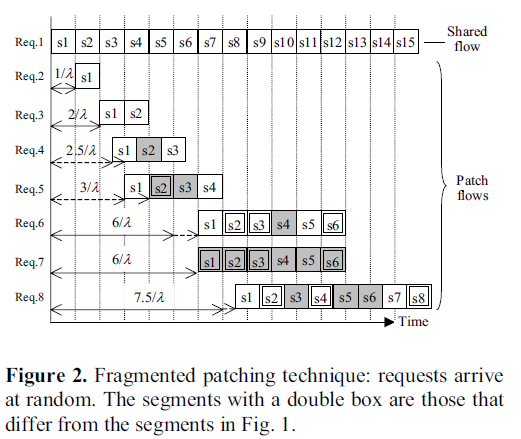 Req.1 s1 s2 s3 s4 s5 s6 s7 s8 s9 s10 s11 s12 s13 s14 s15 Shared flow
Req.2 1/λ s1
Req.3 2/λ s1 s2
Req.4 2.5/λ s1 s2 s3
Req.5 3/λ s1 s2 s3 s4
Req.6 6/λ s1 s2 s3 s4 s5 s6
Req.7 6/λ s1 s2 s3 s4 s5 s6
Req.8 7.5/λ s1 s2 s3 s4 s5 s6 s7 s8
Patch flows
Time
Figure 2. Fragmented patching technique: requests arrive
at random. The segments with a double box are those that
differ from the segments in Fig. 1.